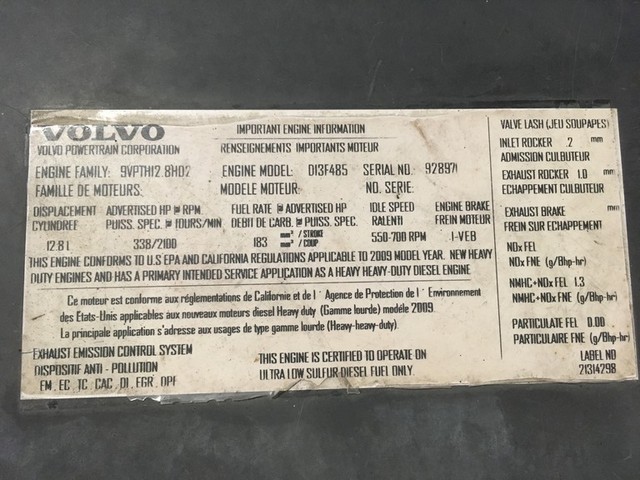 VOLVO
VOLVO POWERTRAIN CORPORATION
IMPORTANT ENGINE INFORMATION
RENSEIGNEMENTS IMPORTANTS MOTEUR
ENGINE FAMILY: 9VPTH12.8H02 ENGINE MODEL: D13F485 SERIAL NO.: 928971
FAMILLE DE MOTEURS: MODELE MOTEUR: NO. SERIE:
DISPLACEMENT ADVERTISED HP @ RPM FUEL RATE @ ADVERTISED HP IDLE SPEED ENGINE BRAKE
CYLINDREE PUISS. SPEC. @ TOURS/MIN DEBIT DE CARB. @ PUISS. SPEC. RALENTI FREIN MOTEUR
12.8 l 338/2100 183 mm³ / STROKE 550-700 RPM I-VEB
mm³ / COUP
THIS ENGINE CONFORMS TO U.S EPA AND CALIFORNIA REGULATIONS APPLICABLE TO 2009 MODEL YEAR. NEW HEAVY
DUTY ENGINES AND HAS A PRIMARY INTENDED SERVICE APPLICATION AS A HEAVY HEAVY-DUTY DIESEL ENGINE
Ce moteur est conforme aux réglementations de Californie et de l ' Agence de Protection de l ' Environnement
des Etats-Unis applicables aux nouveaux moteurs diesel Heavy duty (Gamme lourde) modèle 2009.
La principale application s'adresse aux usages de type gamme lourde (Heavy-heavy-duty).
EXHAUST EMISSION CONTROL SYSTEM
DISPOSITIF ANTI - POLLUTION
EM, EC, TC, CAC, DI, EGR, DPF
THIS ENGINE IS CERTIFIED TO OPERATE ON
ULTRA LOW SULFUR DIESEL FUEL ONLY.
VALVE LASH (JEU SOUPAPES)
INLET ROCKER .2 mm
ADMISSION CULBUTEUR
EXHAUST ROCKER 1.0 mm
ECHAPPEMENT CULBUTEUR
EXHAUST BRAKE mm
FREIN SUR ECHAPPEMENT
NOx FEL
NOx FNE (g/Bhp-hr)
NMHC+NOx FEL 1.3
NMHC+NOx FNE (g/Bhp-hr)
PARTICULATE FEL 0.00
PARTICULAIRE FNE (g/Bhp-hr)
LABEL NO
21314298